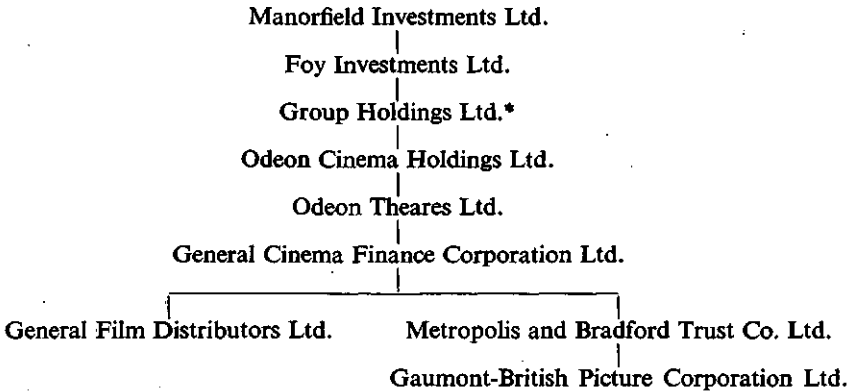 Manorfield Investments Ltd.
Foy Investments Ltd.
Group Holdings Ltd.*
Odeon Cinema Holdings Ltd.
Odeon Theares Ltd.
General Cinema Finance Corporation Ltd.
General Film Distributors Ltd. Metropolis and Bradford Trust Co. Ltd.
Gaumont-British Picture Corporation Ltd.